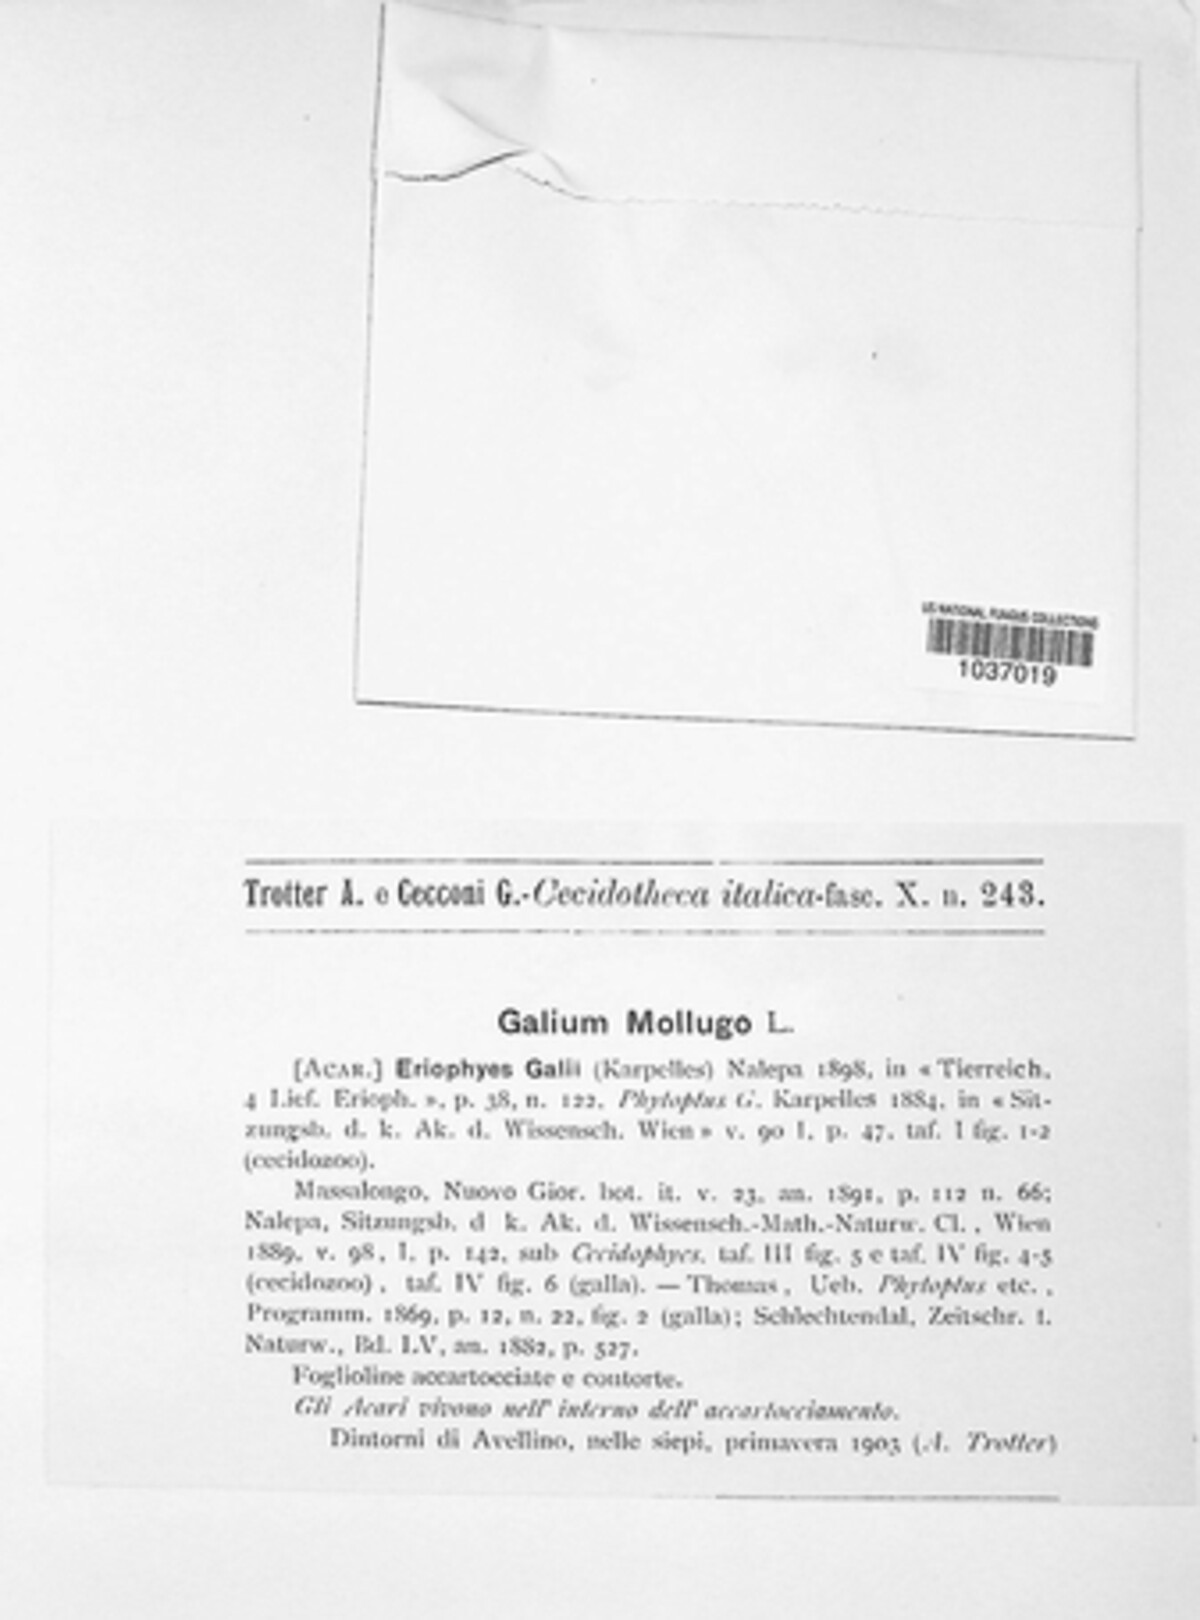 US NATIONAL FUNGUS COLLECTIONS
1037019
Trotter A. e Cecconi G.-Cecidotheca italica-fasc. X. n. 243.
Galium Mollugo L.
[ACAR.] Eriophyes Galii (Karpelles) Nalepa 1898, in « Tierreich,
4 Lief. Erioph. », p. 38, n. 122. Phytoptus G. Karpelles 1884, in « Sit-
zungsb. d. k. Ak. d. Wissensch. Wien » v. 90 I, p. 47, taf. I fig. 1-2
(cecidozoo).
Massalongo, Nuovo Gior. bot. it. v. 23, an. 1891, p. 112 n. 66;
Nalepa, Sitzungsb. d k. Ak. d. Wissensch.-Math.-Naturw. Cl., Wien
1889, v. 98, I, p. 142, sub Cecidophyes, taf. III fig. 5 e taf. IV fig. 4-5
(cecidozoo), taf. IV fig. 6 (galla). — Thomas, Ueb. Phytoptus etc.,
Programm. 1869, p. 12, n. 22, fig. 2 (galla); Schlechtendal, Zeitschr. f.
Naturw., Bd. LV, an. 1882, p. 527.
Foglioline accartocciate e contorte.
Gli Acari vivono nell' interno dell' accartocciamento.
Dintorni di Avellino, nelle siepi, primavera 1903 (A. Trotter)